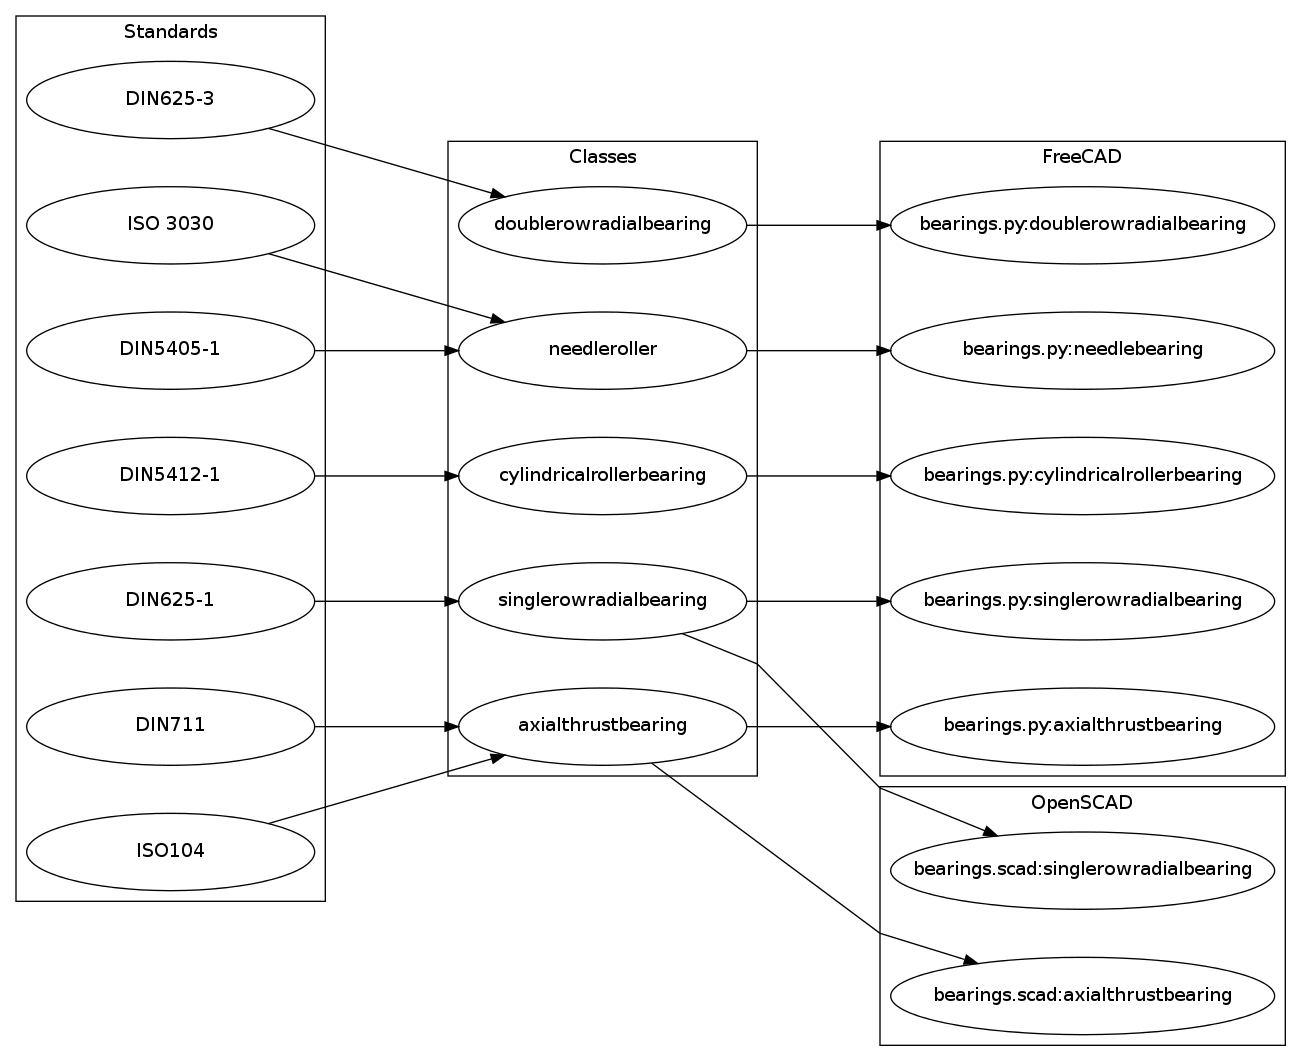 Standards
DIN625-3
ISO 3030
DIN5405-1
DIN5412-1
DIN625-1
DIN711
ISO104
Classes
doublerowradialbearing
needleroller
cylindricalrollerbearing
singlerowradialbearing
axialthrustbearing
FreeCAD
bearings.py:doublerowradialbearing
bearings.py:needlebearing
bearings.py:cylindricalrollerbearing
bearings.py:singlerowradialbearing
bearings.py:axialthrustbearing
OpenSCAD
bearings.scad:singlerowradialbearing
bearings.scad:axialthrustbearing